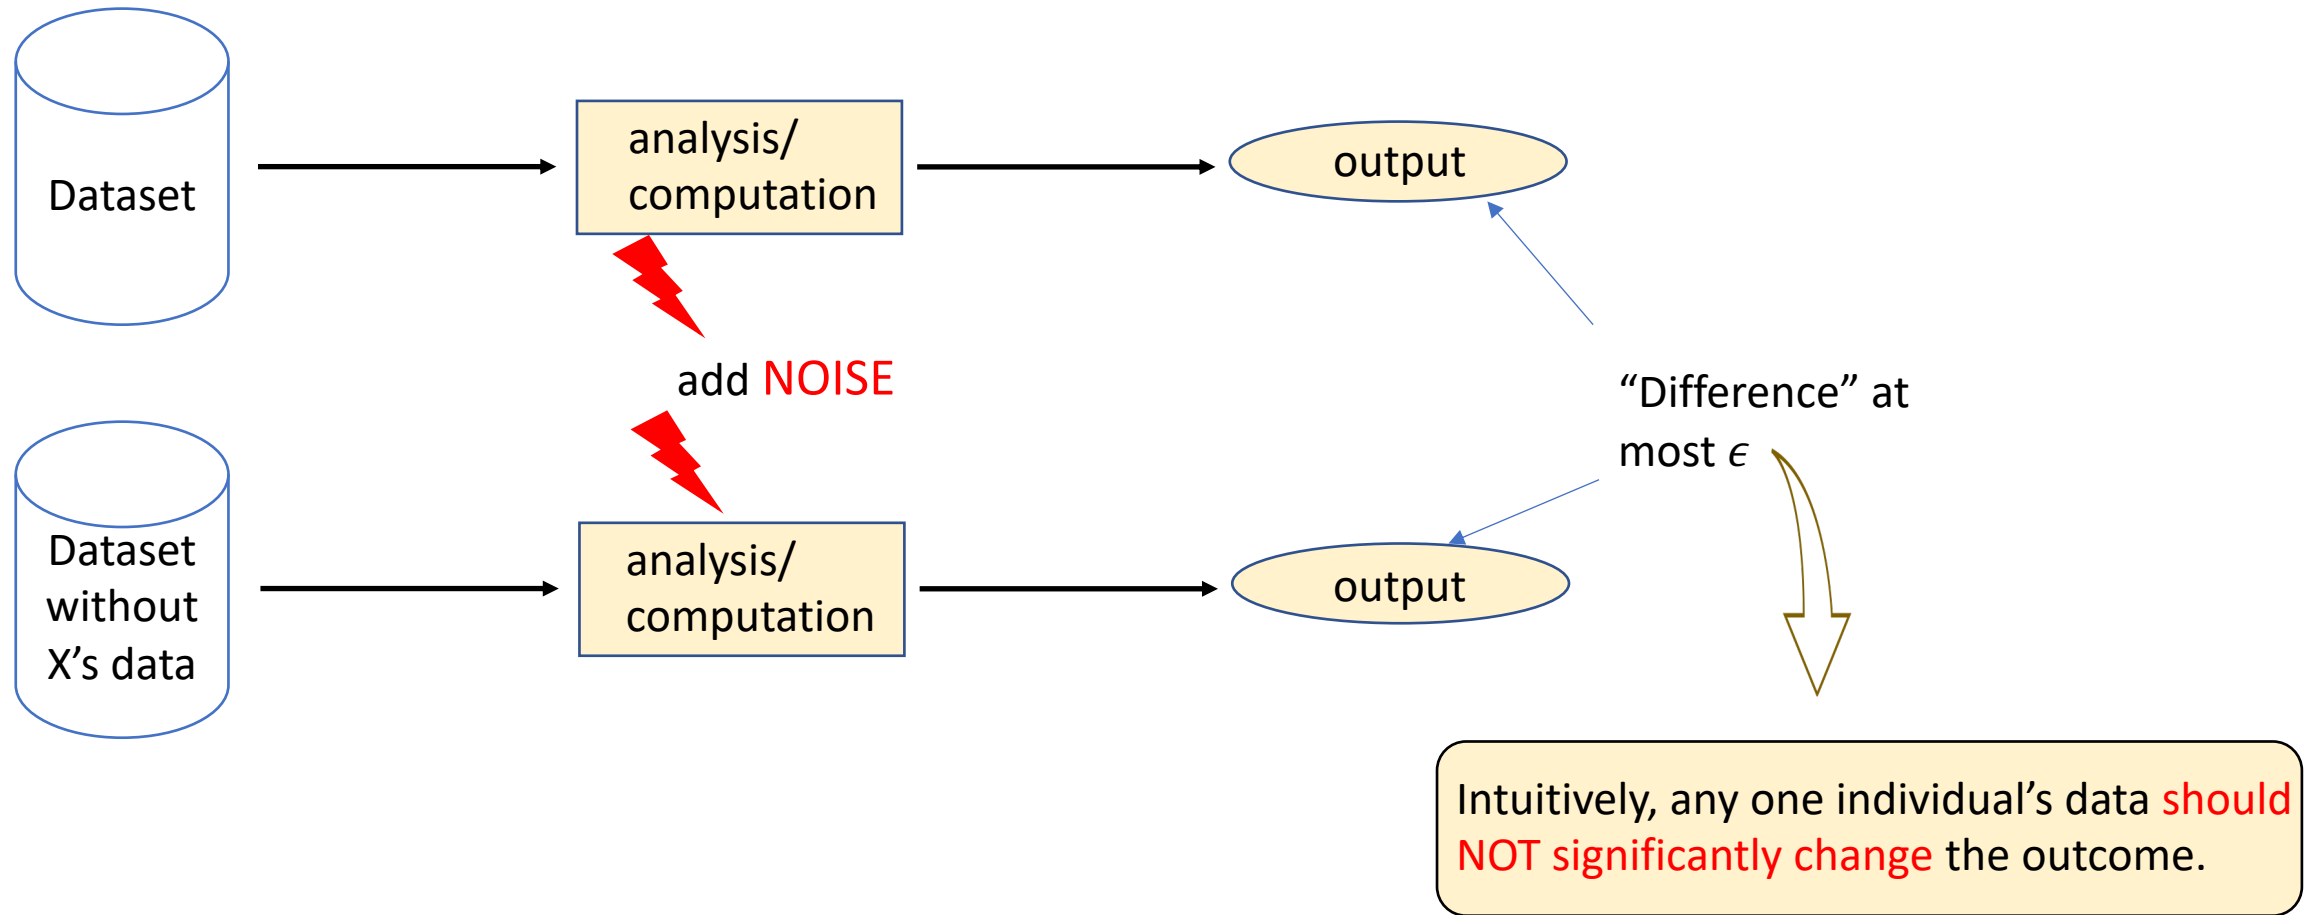 Dataset
analysis/
computation
output
add NOISE
“Difference” at
most ϵ
Dataset
without
X’s data
analysis/
computation
output
Intuitively, any one individual’s data should
NOT significantly change the outcome.